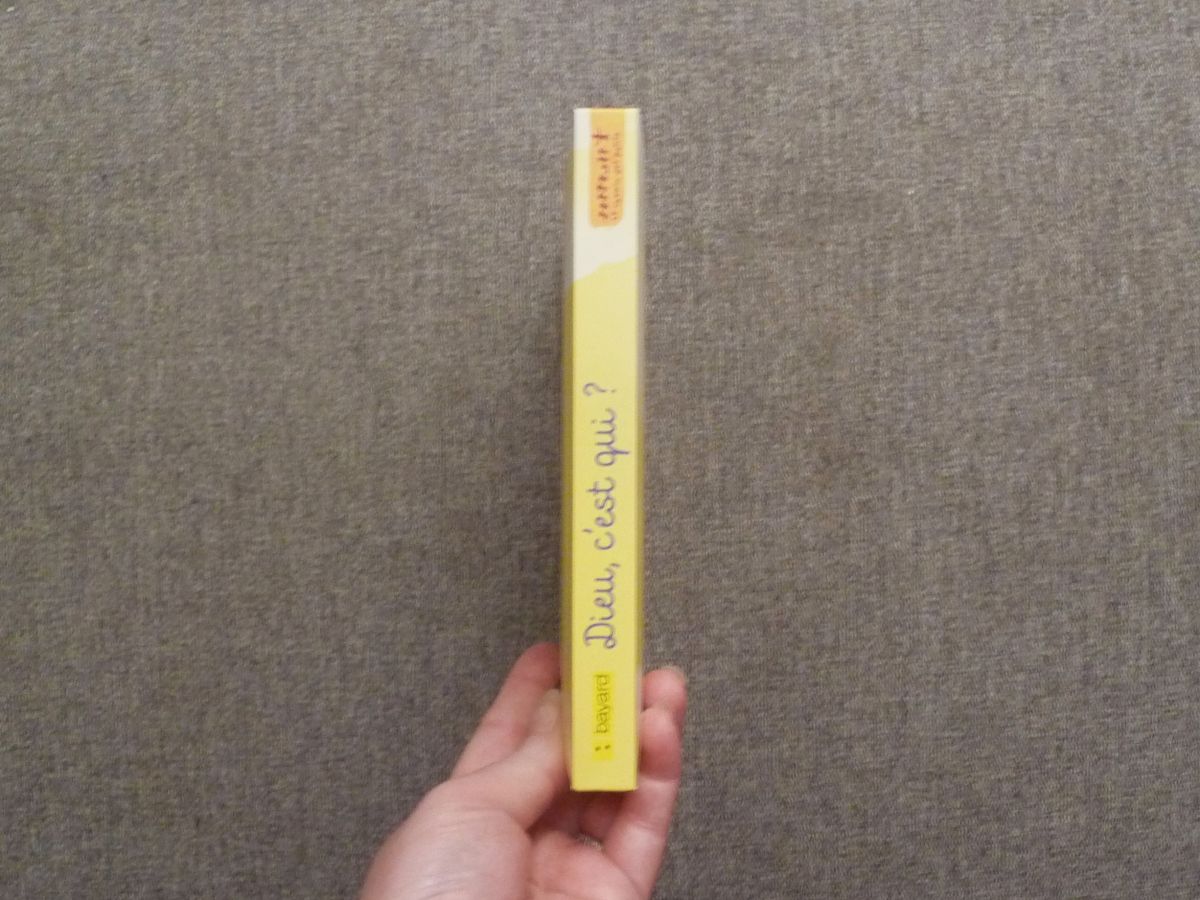 bayard
Dieu, c'est qui ?